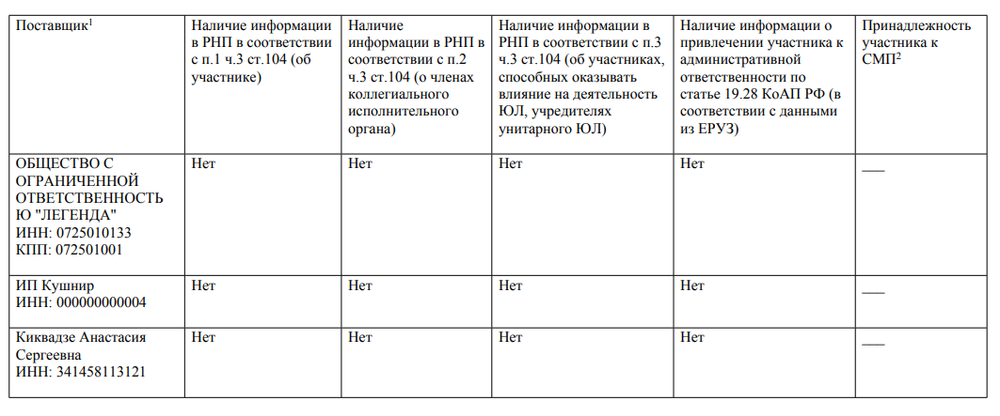 Поставщик1
Наличие информации
в РНП в соответствии
с п.1 ч.3 ст.104 (об
участнике)
Наличие
информации в РНП в
соответствии с п.2
ч.3 ст.104 (о членах
коллегиального
исполнительного
органа)
Наличие информации в
РНП в соответствии с п.3
ч.3 ст.104 (об участниках,
способных оказывать
влияние на деятельность
ЮЛ, учредителях
унитарного ЮЛ)
Наличие информации о
привлечении участника к
административной
ответственности по
статье 19.28 КоАП РФ (в
соответствии с данными
из ЕРУЗ)
Принадлежность
участника к
СМП2
ОБЩЕСТВО С
ОГРАНИЧЕННОЙ
ОТВЕТСТВЕННОСТЬ
Ю "ЛЕГЕНДА"
ИНН: 0725010133
КПП: 072501001
Нет
Нет
Нет
Нет
___
ИП Кушнир
ИНН: 000000000004
Нет
Нет
Нет
Нет
___
Киквадзе Анастасия
Сергеевна
ИНН: 341458113121
Нет
Нет
Нет
Нет
___